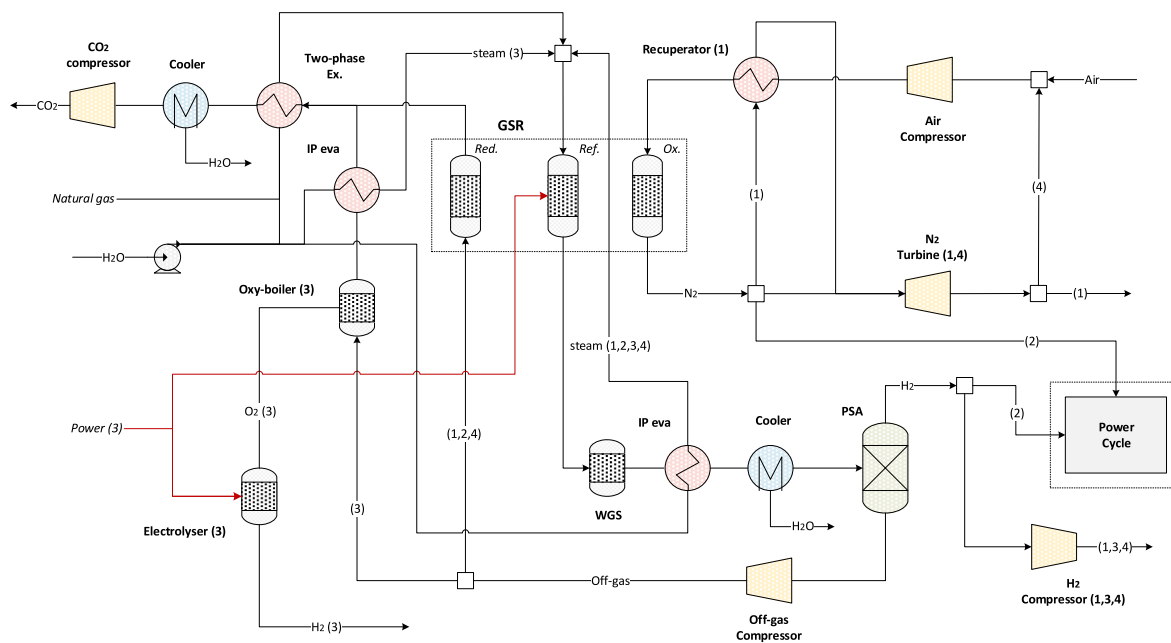 CO2
compressor
Cooler
Two-phase
Ex.
steam (3)
Recuperator (1)
Air
CO2
Air
Compressor
GSR
H2O
IP eva
Red.
Ref.
Ox.
Natural gas
(1)
(4)
N2
Turbine (1,4)
H2O
Oxy-boiler (3)
N2
(1)
steam (1,2,3,4)
(2)
O2 (3)
H2
Power (3)
(1,2,4)
IP eva
Cooler
PSA
(2)
Power
Cycle
(3)
WGS
H2O
Electrolyser (3)
(1,3,4)
Off-gas
H2
Compressor (1,3,4)
Off-gas
Compressor
H2 (3)